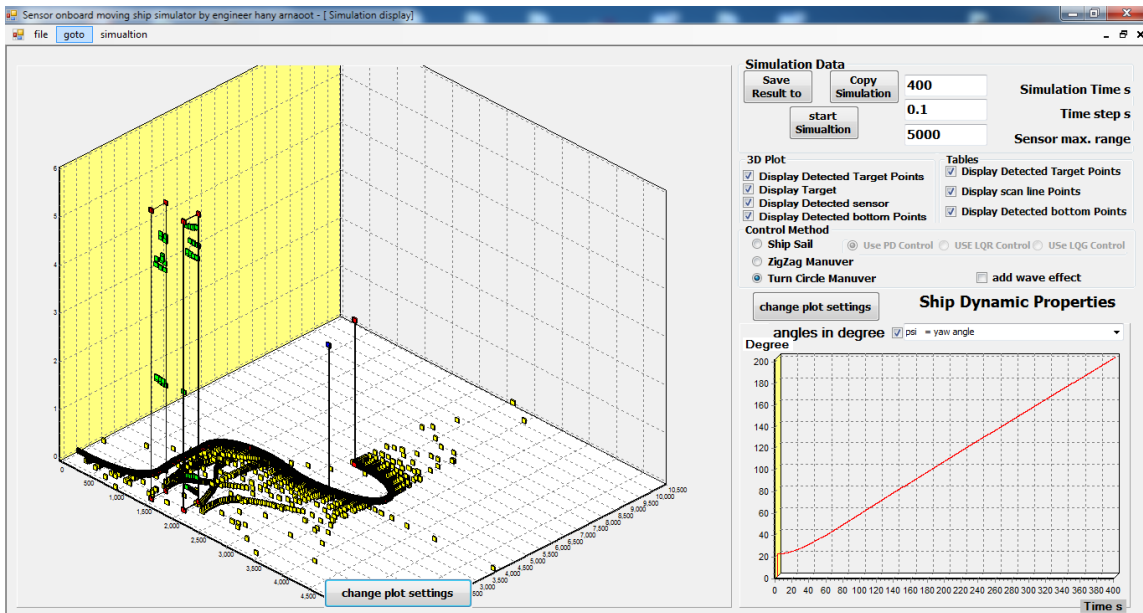 Sensor onboard moving ship simulator by engineer hany arnaoot - [ Simulation display]
file goto simualtion
Simulation Data
Save Result to
Copy Simulation
400 Simulation Time s
start Simualtion
0.1 Time step s
5000 Sensor max. range
3D Plot
Display Detected Target Points
Display Target
Display Detected sensor
Display Detected bottom Points
Tables
Display Detected Target Points
Display scan line Points
Display Detected bottom Points
Control Method
Ship Sail Use PD Control USE LQR Control Use LQG Control
ZigZag Manuver
Turn Circle Manuver add wave effect
change plot settings Ship Dynamic Properties
angles in degree psi = yaw angle
Degree
200
180
160
140
120
100
80
60
40
20
0
0 20 40 60 80 100 120 140 160 180 200 220 240 260 280 300 320 340 360 380 400
Time s
6
5
4
3
2
1
0
0
500
1,000
1,500
2,000
2,500
3,000
3,500
4,000
4,500
10,500
10,000
9,500
9,000
8,500
8,000
7,500
7,000
6,500
6,000
5,500
5,000
4,500
4,000
3,500
3,000
2,500
change plot settings